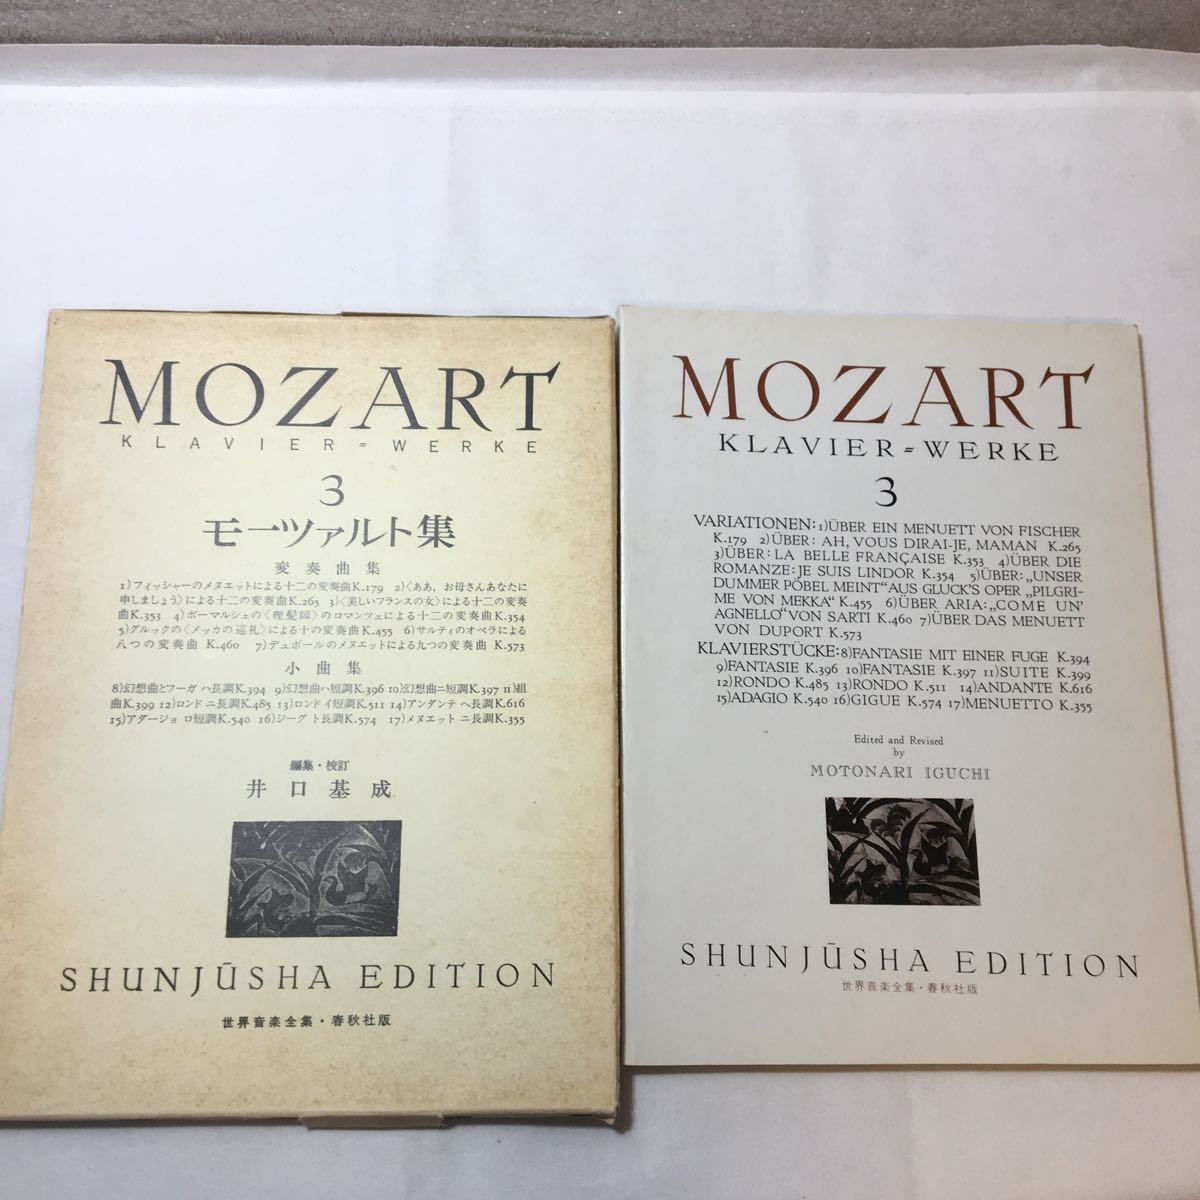 MOZART
KLAVIER=WERKE
3
モーツァルト集
変奏曲集
1)フィッシャーのメヌエットによる十二の変奏曲K.179 2)〈ああ、お母さんあなたに
申しましょう〉による十二の変奏曲K.265 3)〈美しいフランスの女〉による十二の変奏
曲K.353 4)ボーマルシェの〈理髪師〉のロマンツェによる十二の変奏曲K.354
5)グルックの〈メッカの巡礼〉による十の変奏曲K.455 6)サルティのオペラによる
八つの変奏曲 K.460 7)デュポールのメヌエットによる九つの変奏曲 K.573
小曲集
8)幻想曲とフーガ ハ長調K.394 9)幻想曲ハ短調K.396 10)幻想曲ニ短調K.397 11)組
曲K.399 12)ロンド ニ長調K.485 13)ロンド イ短調K.511 14)アンダンテ ヘ長調K.616
15)アダージョ ロ短調K.540 16)ジーグ ト長調K.574 17)メヌエット ニ長調K.355
編集・校訂
井口基成
SHUNJŪSHA EDITION
世界音楽全集・春秋社版
MOZART
KLAVIER=WERKE
3
VARIATIONEN: 1)ÜBER EIN MENUETT VON FISCHER
K.179 2)ÜBER: AH, VOUS DIRAI-JE, MAMAN K.265
3)ÜBER: LA BELLE FRANÇAISE K.353 4)ÜBER DIE
ROMANZE: JE SUIS LINDOR K.354 5)ÜBER: „UNSER
DUMMER PÖBEL MEINT" AUS GLUCK'S OPER „PILGRI-
ME VON MEKKA" K.455 6)ÜBER ARIA: „COME UN'
AGNELLO" VON SARTI K.460 7)ÜBER DAS MENUETT
VON DUPORT K.573
KLAVIERSTÜCKE: 8)FANTASIE MIT EINER FUGE K.394
9)FANTASIE K.396 10)FANTASIE K.397 11)SUITE K.399
12)RONDO K.485 13)RONDO K.511 14)ANDANTE K.616
15)ADAGIO K.540 16)GIGUE K.574 17)MENUETTO K.355
Edited and Revised
by
MOTONARI IGUCHI
SHUNJŪSHA EDITION
世界音楽全集・春秋社版